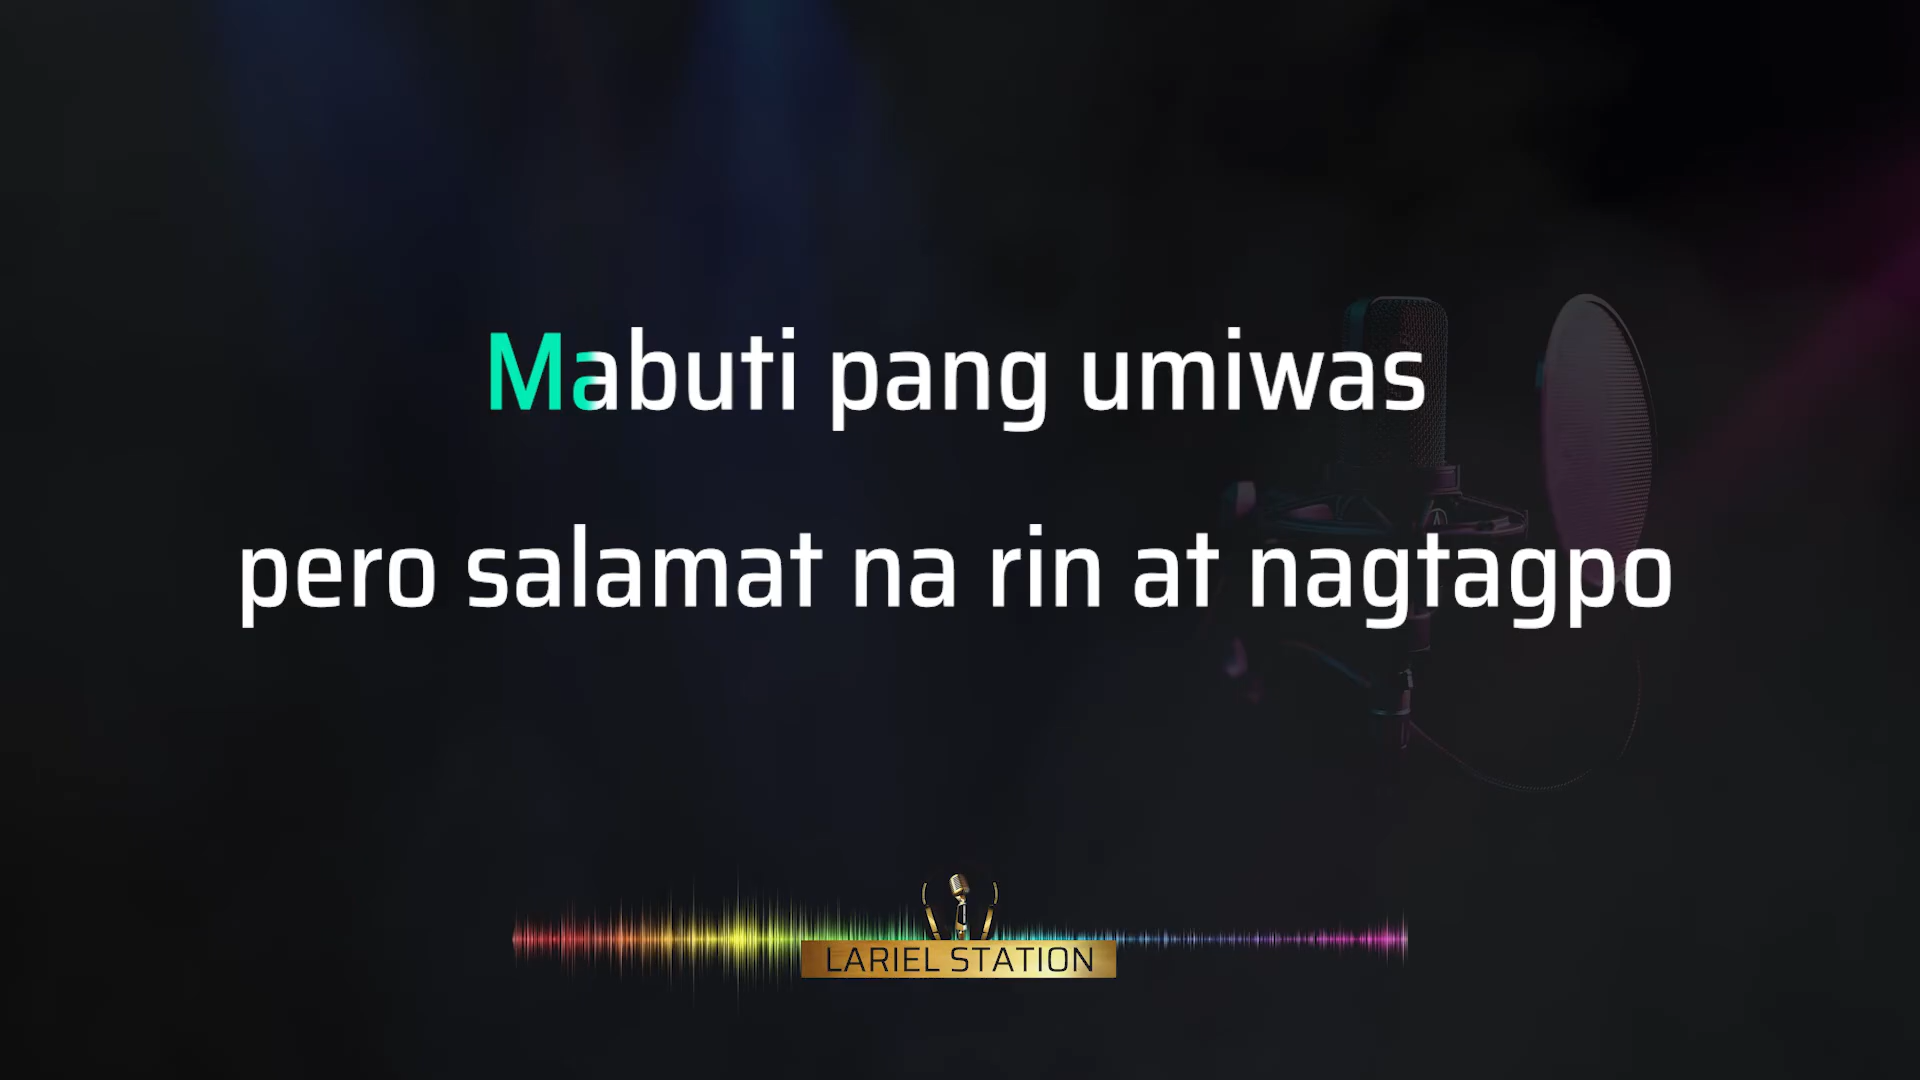 Mabuti pang umiwas
pero salamat na rin at nagtagpo
LARIEL STATION